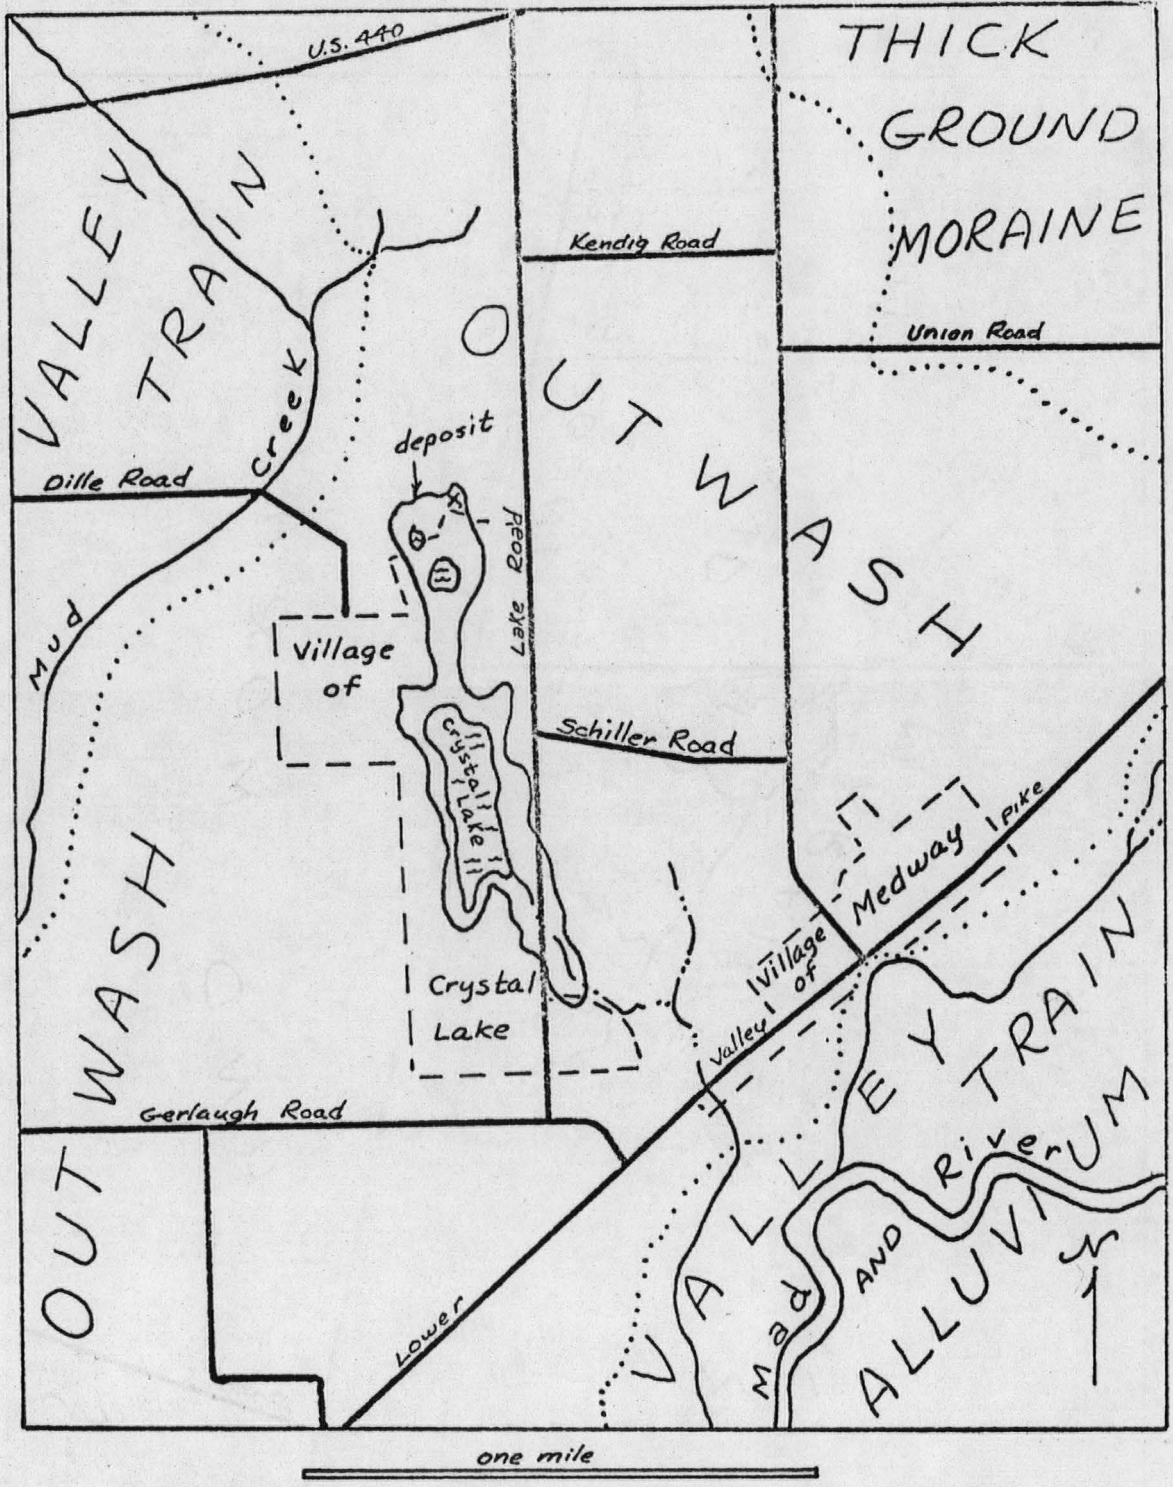 U.S. 440
THICK
GROUND
MORAINE
VALLEY
TRAIN
Kendig Road
Union Road
OUTWASH
Creek
deposit
Dille Road
Lake Road
Mud
Village
of
Crystal
Lake
Schiller Road
Pike
Medway
Village
of
Crystal
Lake
Valley
OUTWASH
Gerlaugh Road
Lower
VALLEY
TRAIN
AND
ALLUVIUM
Mad
River
N
one mile